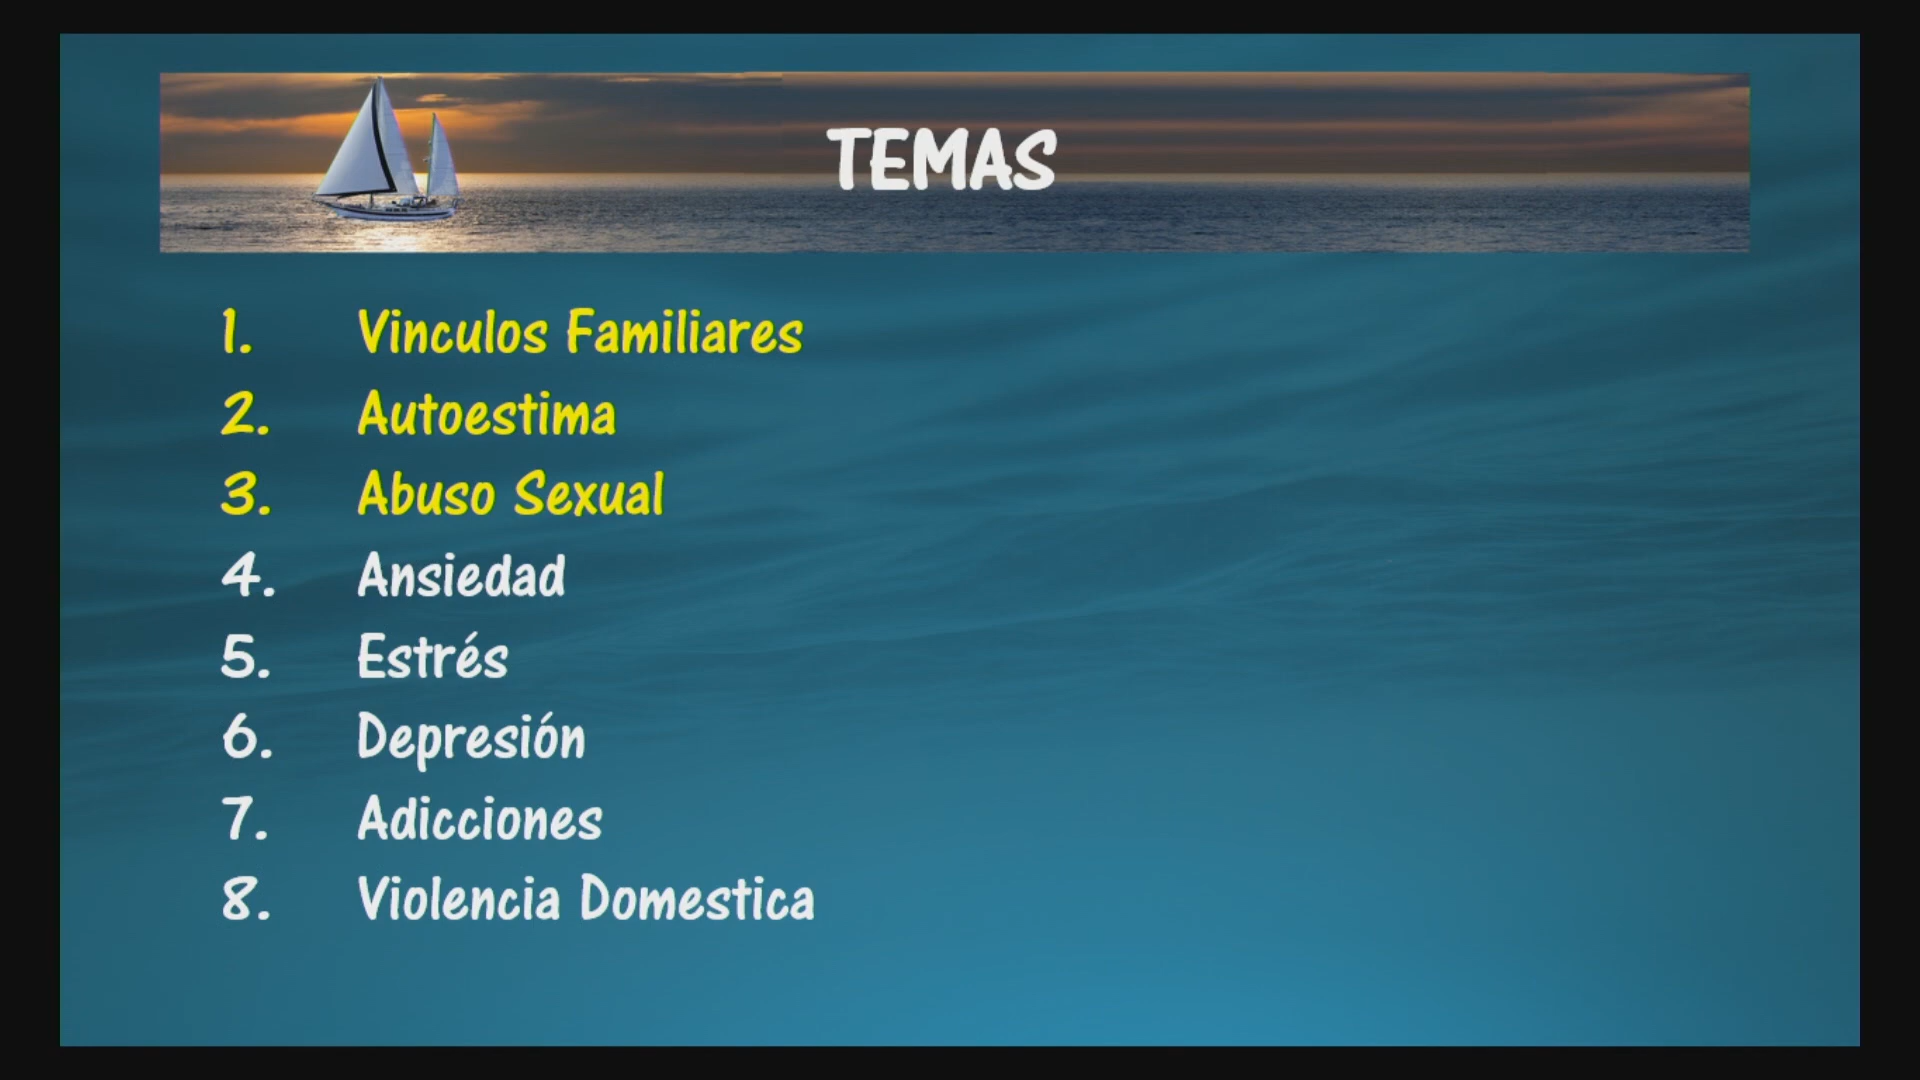 TEMAS
1. Vinculos Familiares
2. Autoestima
3. Abuso Sexual
4. Ansiedad
5. Estrés
6. Depresión
7. Adicciones
8. Violencia Domestica